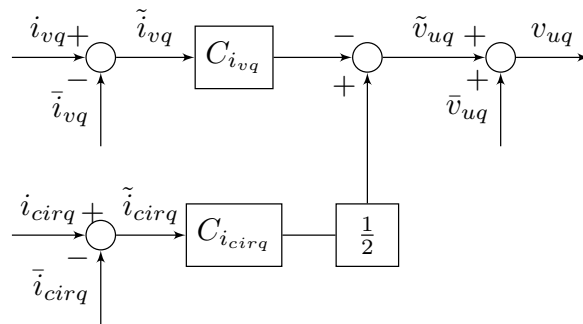 i_{vq} + ĩ_{vq} C_{i_{vq}} − ṽ_{uq} + v_{uq}
− + +
ī_{vq} v̄_{uq}
i_{cirq} + ĩ_{cirq} C_{i_{cirq}} 1/2
−
ī_{cirq}